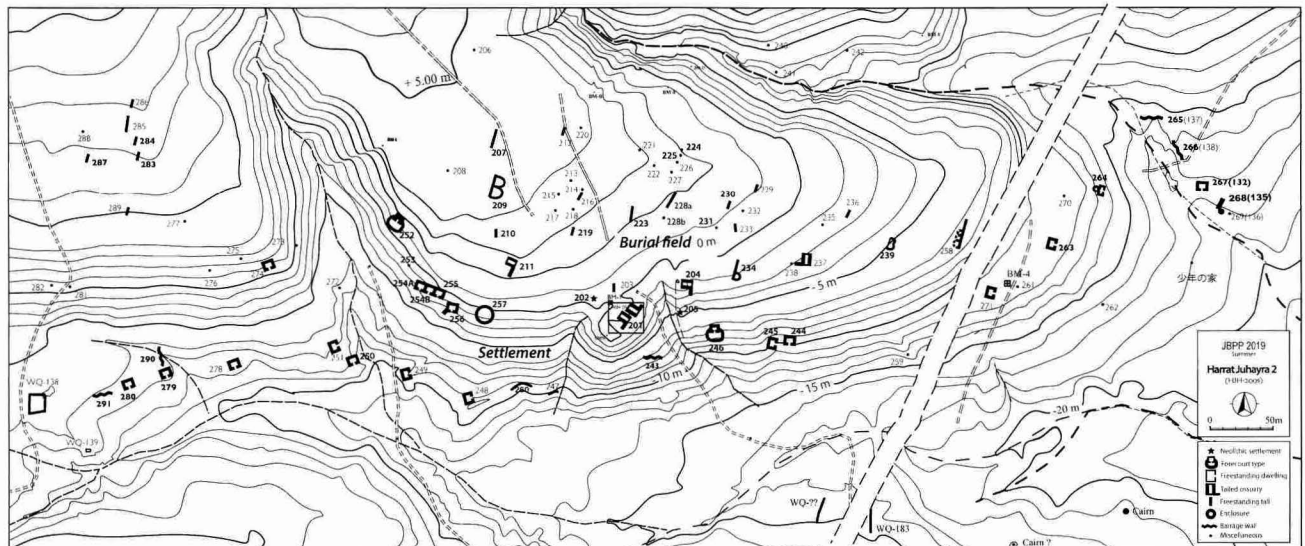 206
240
242
241
+ 5.00 m
286
285
288
284
287
283
207
212
220
221
224
225
222
226
227
265(137)
266(138)
208
209
213
214
215
216
217
218
219
228a
228b
223
230
229
232
231
233
235
236
264
270
267(132)
268(135)
269(136)
289
277
252
210
211
Burial field
0 m
234
238
237
239
258
263
275
273
274
276
253
254A
254B
255
256
257
272
282
281
202
203
204
205
201
- 5 m
BM-4
261
271
262
少年の家
Settlement
246
245
244
243
259
- 10 m
- 15 m
-20 m
290
278
251
250
249
248
242
WQ-138
279
280
291
WQ-139
WQ-??
WQ-183
Cairn
Cairn ?
JBPP 2019
Summer
Harrat Juhayra 2
0 50m
Neolithic settlement
Forecourt type
Freestanding dwelling
Tailed ossuary
Freestanding tail
Enclosure
Barrage wall
Miscellaneous